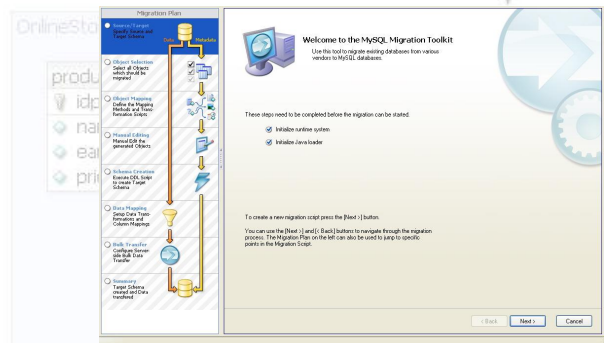 OnlineSto
produ
idp
nar
ear
pric
Migration Plan
Source/Target
Specify Source and
Target Schema
Data
Metadata
Object Selection
Select all Objects
which should be
migrated
Object Mapping
Define the Mapping
Methods and Trans-
formation Scripts
Manual Editing
Manual Edit the
generated Objects
Schema Creation
Execute DDL Script
to create Target
Schema
Data Mapping
Setup Data Trans-
formations and
Column Mappings
Bulk Transfer
Configure Server-
side Bulk Data
Transfer
Summary
Target Schema
created and Data
transfered
Welcome to the MySQL Migration Toolkit
Use this tool to migrate existing databases from various
vendors to MySQL databases.
These steps need to be completed before the migration can be started.
Initialize runtime system
Initialize Java loader
To create a new migration script press the [Next >] button.
You can use the [Next >] and [< Back] buttons to navigate through the migration
process. The Migration Plan on the left can also be used to jump to specific
points in the Migration Script.
< Back
Next >
Cancel